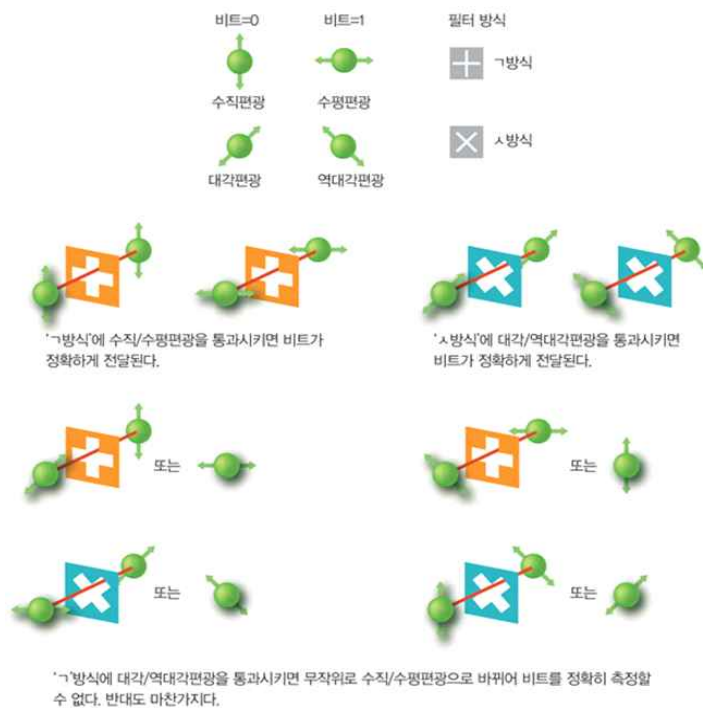 비트=0 비트=1 필터 방식
ㄱ방식
수직편광 수평편광
ㅅ방식
대각편광 역대각편광
'ㄱ방식'에 수직/수평편광을 통과시키면 비트가
정확하게 전달된다.
'ㅅ방식'에 대각/역대각편광을 통과시키면
비트가 정확하게 전달된다.
또는 또는
또는 또는
'ㄱ'방식에 대각/역대각편광을 통과시키면 무작위로 수직/수평편광으로 바뀌어 비트를 정확히 측정할
수 없다. 반대도 마찬가지다.